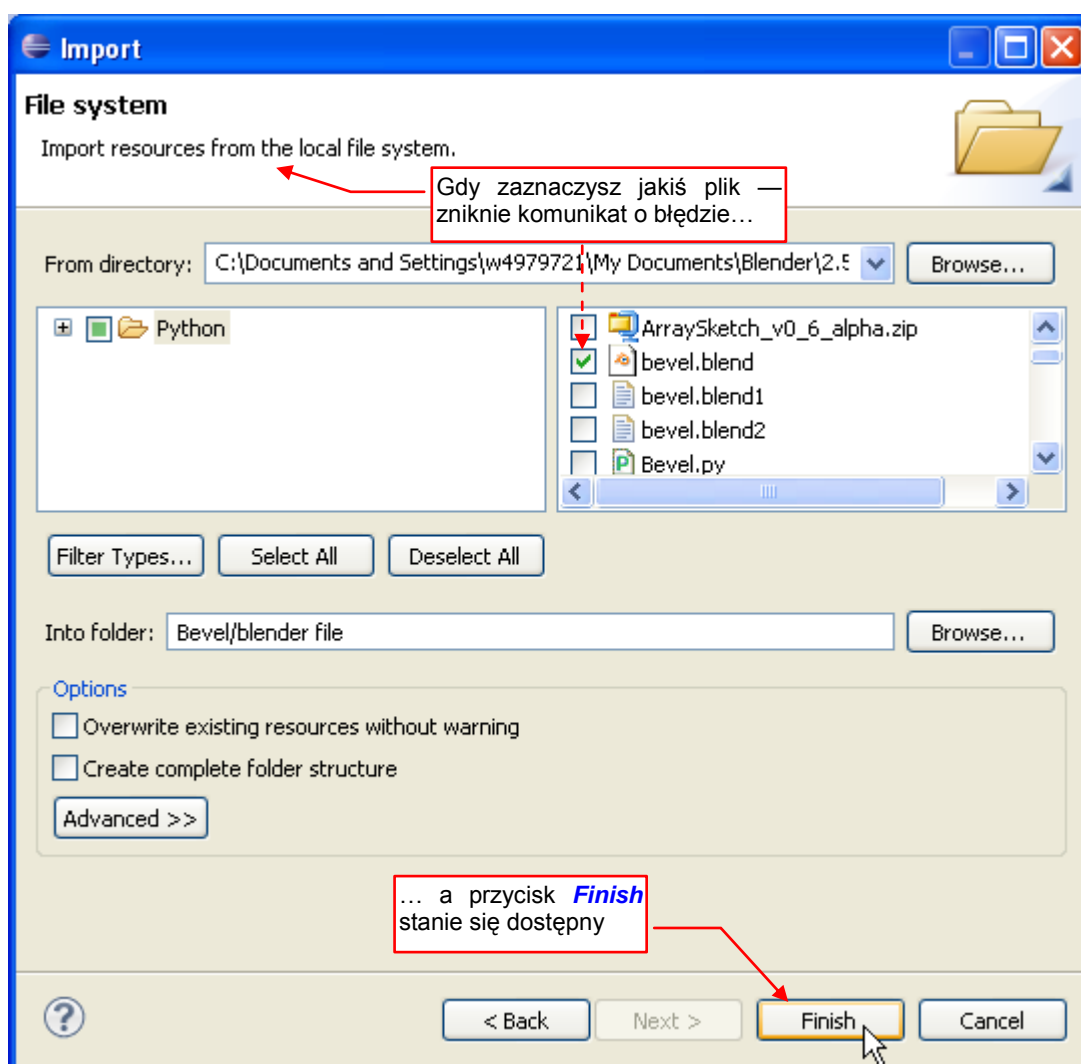 Import
File system
Import resources from the local file system.
Gdy zaznaczysz jakiś plik —
zniknie komunikat o błędzie…
From directory: C:\Documents and Settings\w4979721\My Documents\Blender\2.5 Browse...
Python
ArraySketch_v0_6_alpha.zip
bevel.blend
bevel.blend1
bevel.blend2
Bevel.py
Filter Types... Select All Deselect All
Into folder: Bevel/blender file Browse...
Options
Overwrite existing resources without warning
Create complete folder structure
Advanced >>
… a przycisk Finish
stanie się dostępny
? < Back Next > Finish Cancel